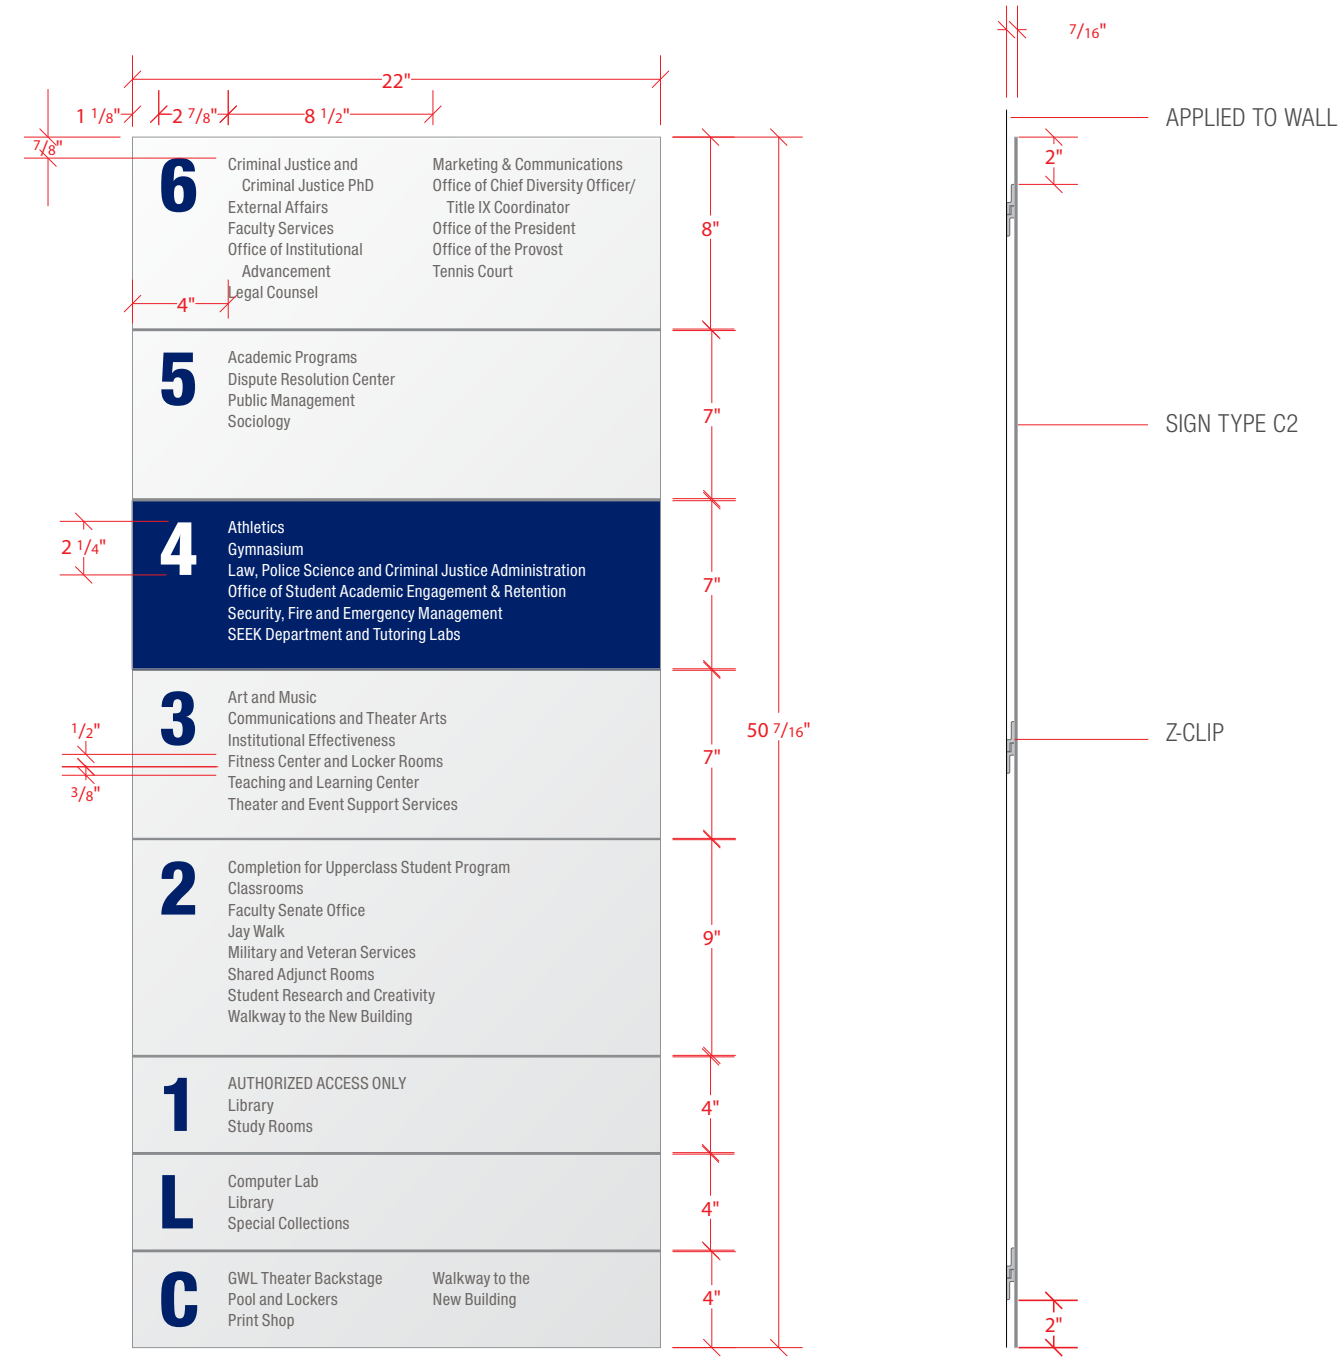 7/16"
22"
1 1/8"
2 7/8"
8 1/2"
7/8"
APPLIED TO WALL
2"
6
Criminal Justice and
Criminal Justice PhD
External Affairs
Faculty Services
Office of Institutional
Advancement
Legal Counsel
Marketing & Communications
Office of Chief Diversity Officer/
Title IX Coordinator
Office of the President
Office of the Provost
Tennis Court
8"
4"
5
Academic Programs
Dispute Resolution Center
Public Management
Sociology
7"
SIGN TYPE C2
2 1/4"
4
Athletics
Gymnasium
Law, Police Science and Criminal Justice Administration
Office of Student Academic Engagement & Retention
Security, Fire and Emergency Management
SEEK Department and Tutoring Labs
7"
3
Art and Music
Communications and Theater Arts
Institutional Effectiveness
Fitness Center and Locker Rooms
Teaching and Learning Center
Theater and Event Support Services
1/2"
3/8"
7"
50 7/16"
Z-CLIP
2
Completion for Upperclass Student Program
Classrooms
Faculty Senate Office
Jay Walk
Military and Veteran Services
Shared Adjunct Rooms
Student Research and Creativity
Walkway to the New Building
9"
1
AUTHORIZED ACCESS ONLY
Library
Study Rooms
4"
L
Computer Lab
Library
Special Collections
4"
C
GWL Theater Backstage
Pool and Lockers
Print Shop
Walkway to the
New Building
4"
2"